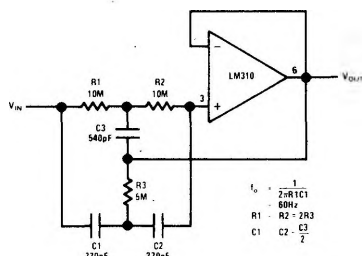 R1
10M
R2
10M
LM310
6
3
VIN
VOUT
C3
540pF
R3
5M
C1
270pF
C2
270pF
fo = 1
2πR1C1
60Hz
R1 - R2 = 2R3
C1 C2 - C3
2